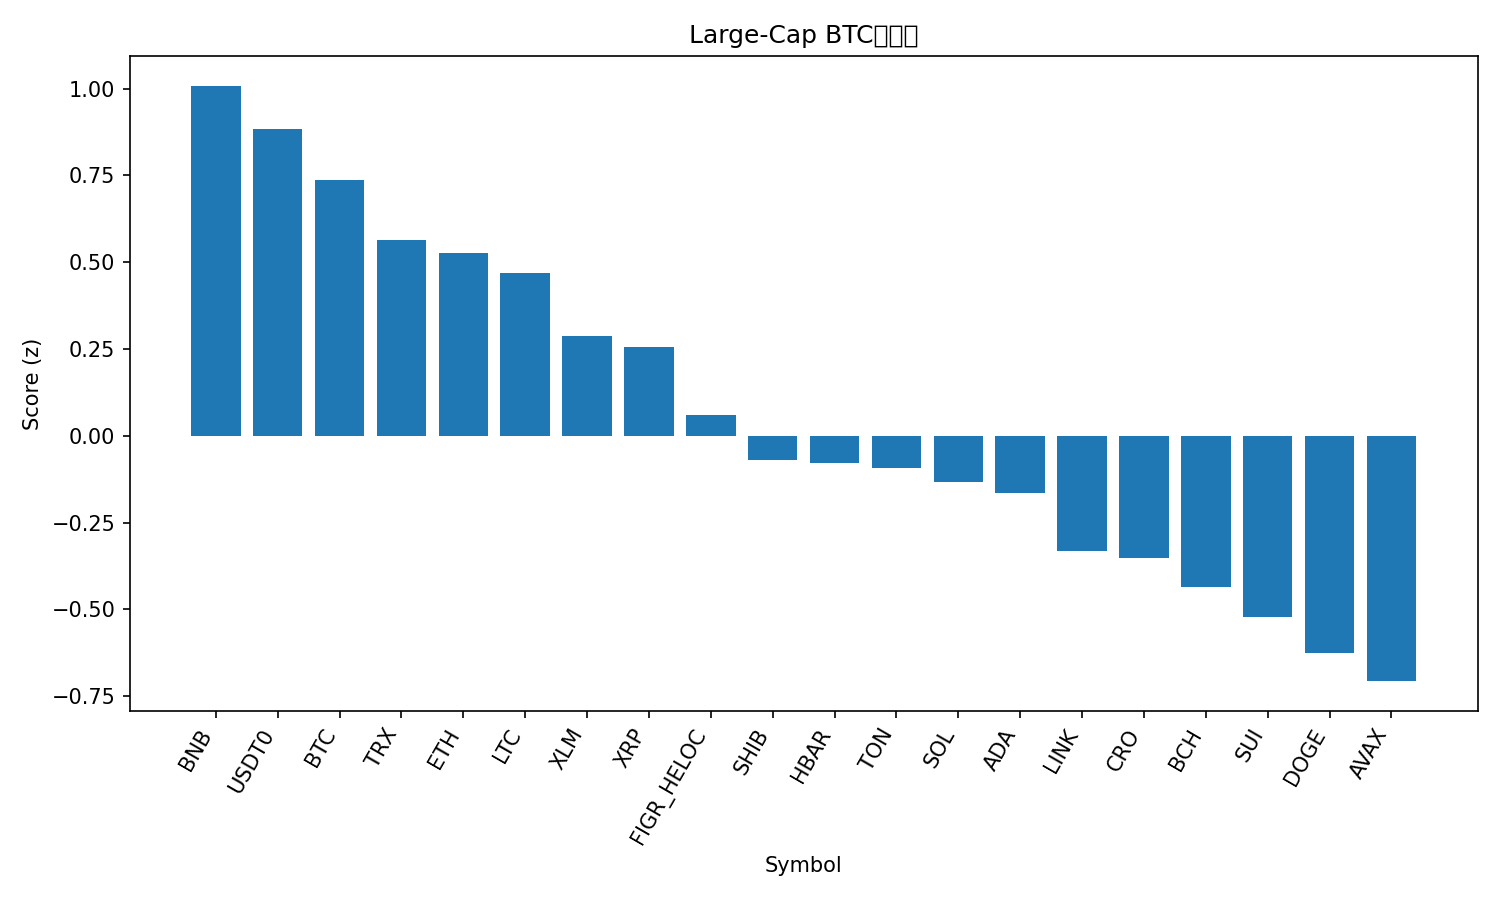 Large-Cap BTC
1.00
0.75
0.50
0.25
0.00
−0.25
−0.50
−0.75
Score (z)
BNB
USDT0
BTC
TRX
ETH
LTC
XLM
XRP
FIGR_HELOC
SHIB
HBAR
TON
SOL
ADA
LINK
CRO
BCH
SUI
DOGE
AVAX
Symbol